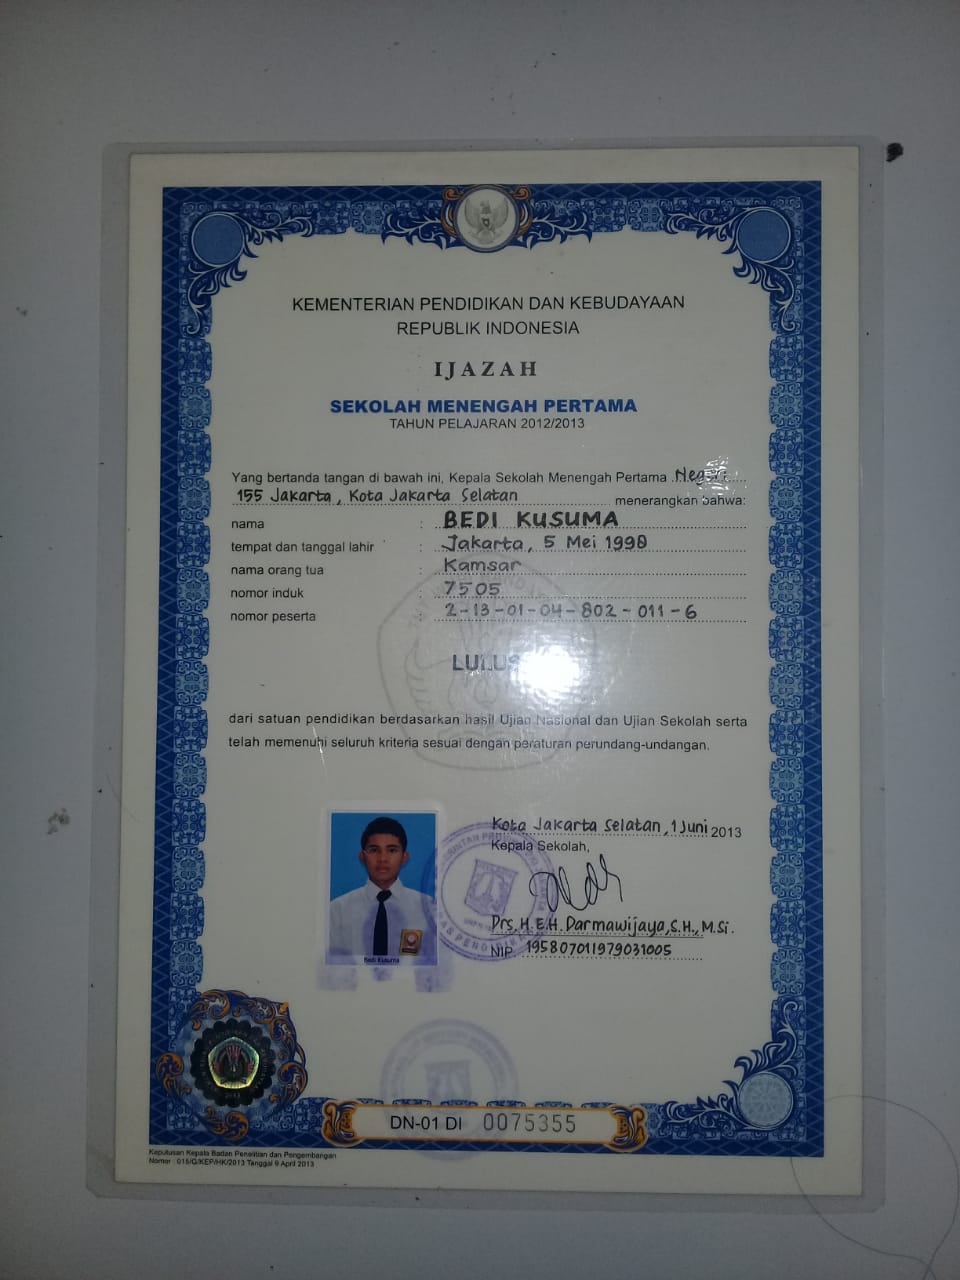 KEMENTERIAN PENDIDIKAN DAN KEBUDAYAAN
REPUBLIK INDONESIA
IJAZAH
SEKOLAH MENENGAH PERTAMA
TAHUN PELAJARAN 2012/2013
Yang bertanda tangan di bawah ini, Kepala Sekolah Menengah Pertama Negeri
155 Jakarta, Kota Jakarta Selatan menerangkan bahwa:
nama : BEDI KUSUMA
tempat dan tanggal lahir : Jakarta, 5 Mei 1998
nama orang tua : Kamsar
nomor induk : 7505
nomor peserta : 2-13-01-04-802-011-6
LULUS
dari satuan pendidikan berdasarkan hasil Ujian Nasional dan Ujian Sekolah serta
telah memenuhi seluruh kriteria sesuai dengan peraturan perundang-undangan.
Kota Jakarta Selatan, 1 Juni 2013
Kepala Sekolah,
Drs. H. E.H. Darmawijaya, S.H., M.Si.
NIP. 195807011979031005
Bedi Kusuma
DN-01 DI 0075355
Keputusan Kepala Badan Penelitian dan Pengembangan
Nomor : 015/G/KEP/HK/2013 Tanggal 9 April 2013